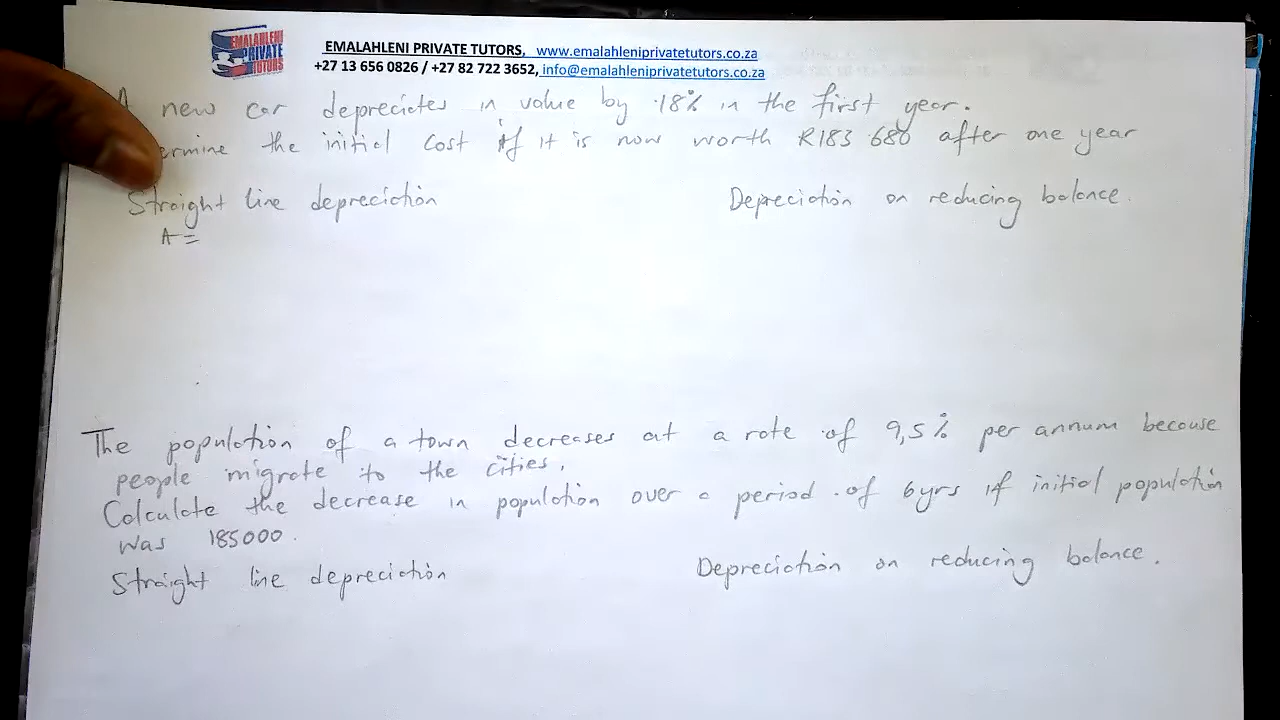 EMALAHLENI PRIVATE TUTORS
EMALAHLENI PRIVATE TUTORS, www.emalahleniprivatetutors.co.za
+27 13 656 0826 / +27 82 722 3652, info@emalahleniprivatetutors.co.za
A new car depreciates in value by 18% in the first year.
ermine the initial cost if it is now worth R183 680 after one year
Straight line depreciation
Depreciation on reducing balance.
A =
The population of a town decreases at a rate of 9,5% per annum because
people migrate to the cities.
Calculate the decrease in population over a period of 6yrs if initial population
was 185000.
Straight line depreciation
Depreciation on reducing balance.